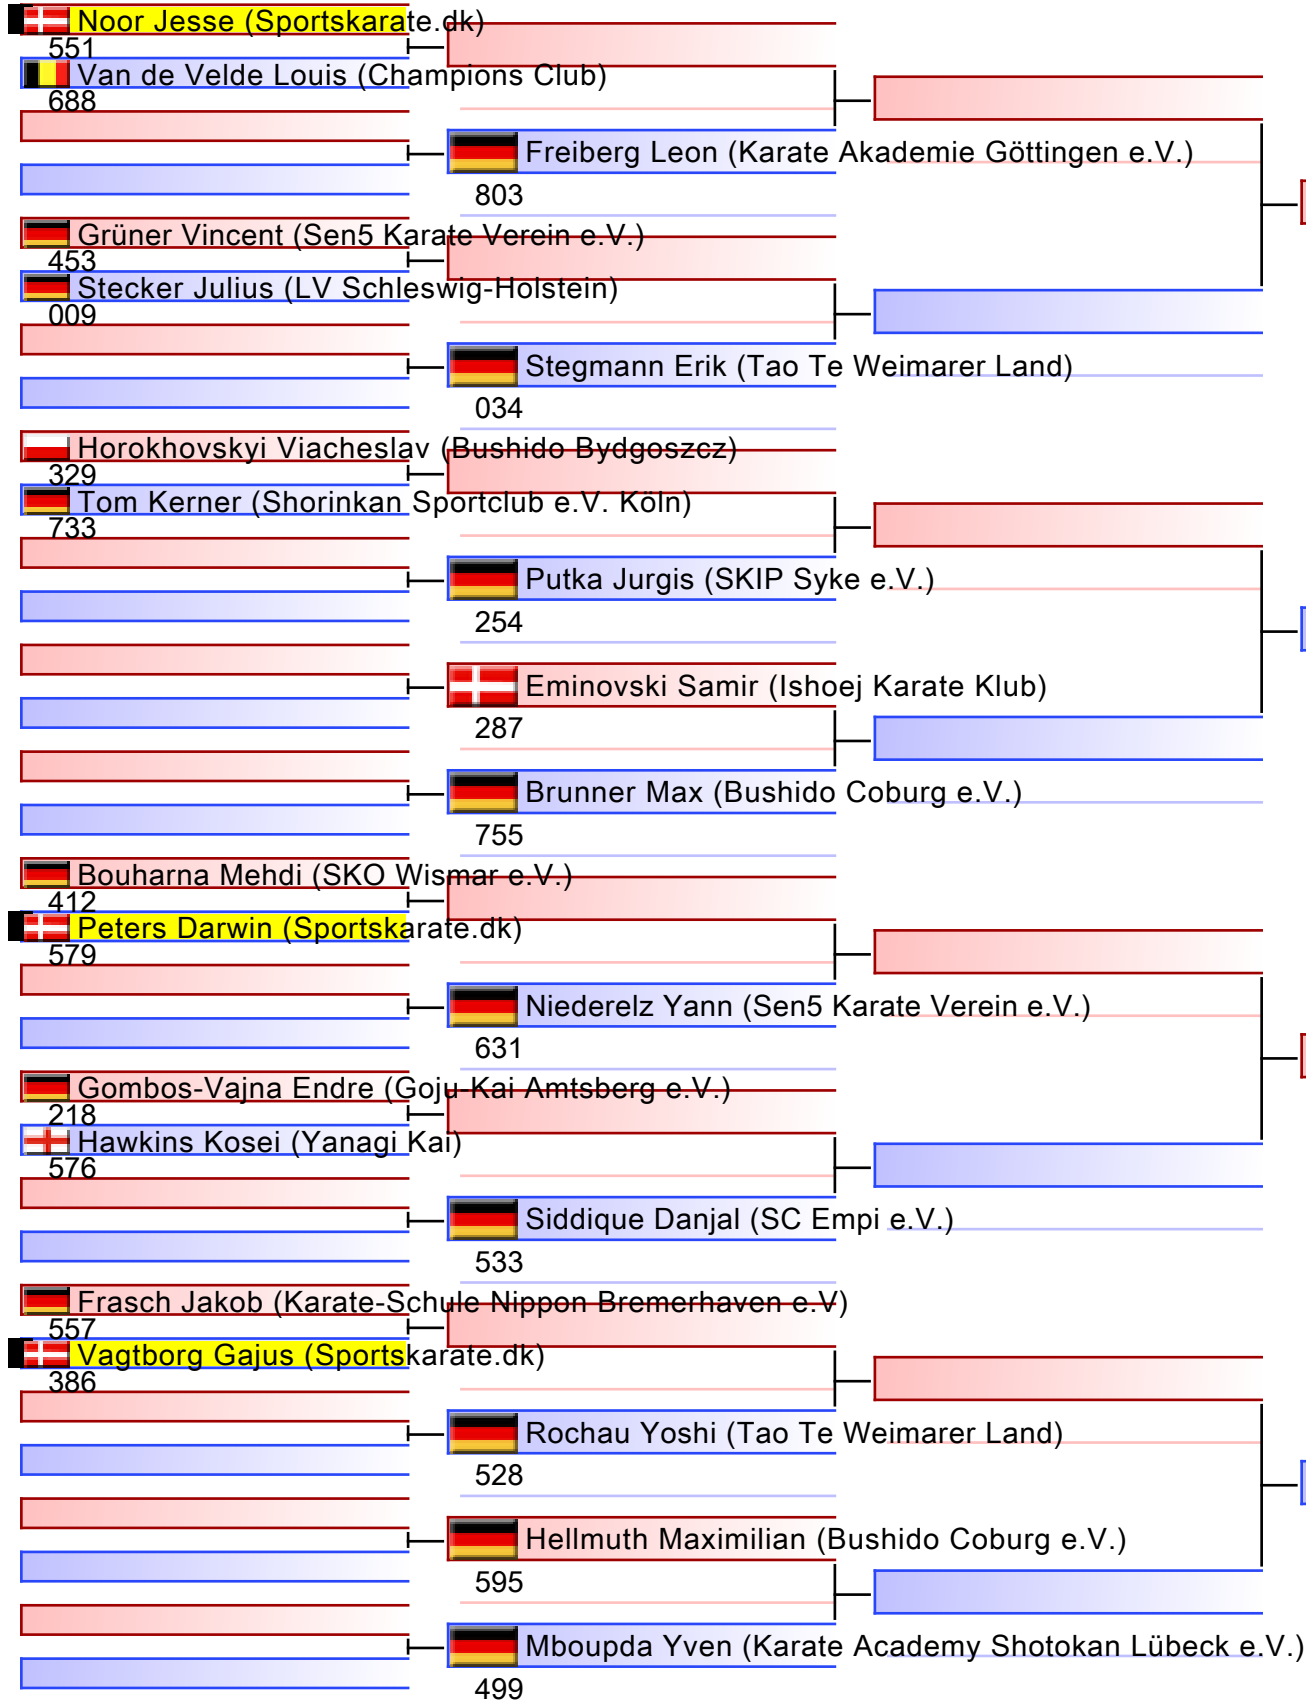 Noor Jesse (Sportskarate.dk)
551
Van de Velde Louis (Champions Club)
688
Freiberg Leon (Karate Akademie Göttingen e.V.)
803
Grüner Vincent (Sen5 Karate Verein e.V.)
453
Stecker Julius (LV Schleswig-Holstein)
009
Stegmann Erik (Tao Te Weimarer Land)
034
Horokhovskyi Viacheslav (Bushido Bydgoszcz)
329
Tom Kerner (Shorinkan Sportclub e.V. Köln)
733
Putka Jurgis (SKIP Syke e.V.)
254
Eminovski Samir (Ishoej Karate Klub)
287
Brunner Max (Bushido Coburg e.V.)
755
Bouharna Mehdi (SKO Wismar e.V.)
412
Peters Darwin (Sportskarate.dk)
579
Niederelz Yann (Sen5 Karate Verein e.V.)
631
Gombos-Vajna Endre (Goju-Kai Amtsberg e.V.)
218
Hawkins Kosei (Yanagi Kai)
576
Siddique Danjal (SC Empi e.V.)
533
Frasch Jakob (Karate-Schule Nippon Bremerhaven e.V)
557
Vagtborg Gajus (Sportskarate.dk)
386
Rochau Yoshi (Tao Te Weimarer Land)
528
Hellmuth Maximilian (Bushido Coburg e.V.)
595
Mboupda Yven (Karate Academy Shotokan Lübeck e.V.)
499